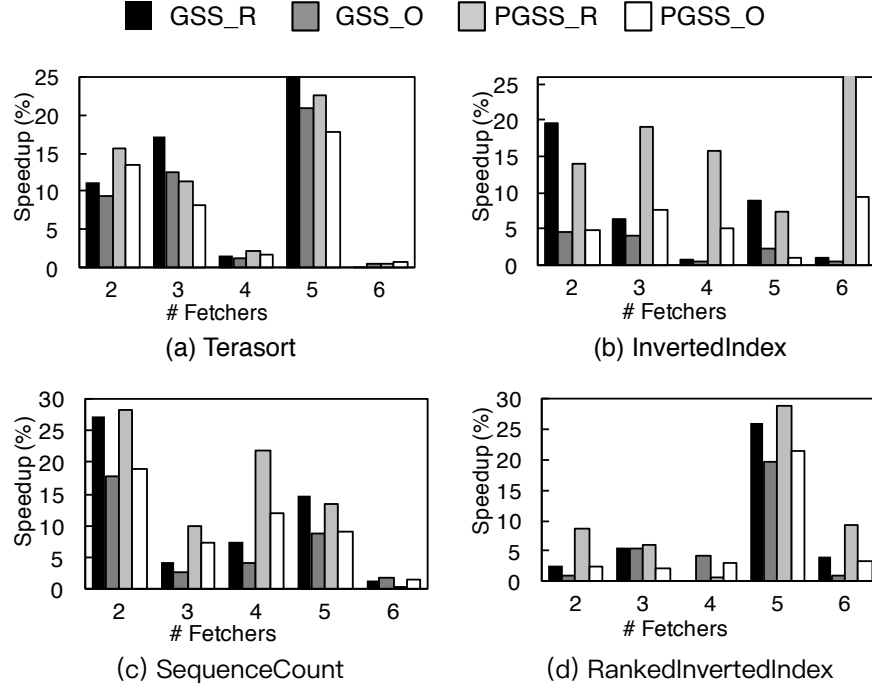 GSS_R GSS_O PGSS_R PGSS_O
Speedup (%)
25
20
15
10
5
0
2 3 4 5 6
# Fetchers
(a) Terasort
Speedup (%)
25
20
15
10
5
0
2 3 4 5 6
# Fetchers
(b) InvertedIndex
Speedup (%)
30
25
20
15
10
5
0
2 3 4 5 6
# Fetchers
(c) SequenceCount
Speedup (%)
30
25
20
15
10
5
0
2 3 4 5 6
# Fetchers
(d) RankedInvertedIndex